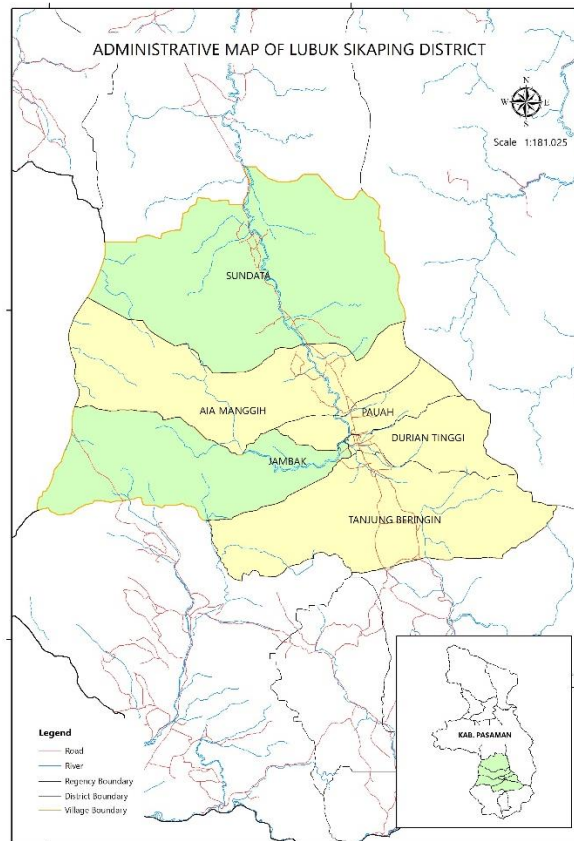 ADMINISTRATIVE MAP OF LUBUK SIKAPING DISTRICT
N
W E
S
Scale 1:181.025
SUNDATA
AIA MANGGIH
PAUAH
DURIAN TINGGI
JAMBAK
TANJUNG BERINGIN
KAB. PASAMAN
Legend
Road
River
Regency Boundary
District Boundary
Village Boundary